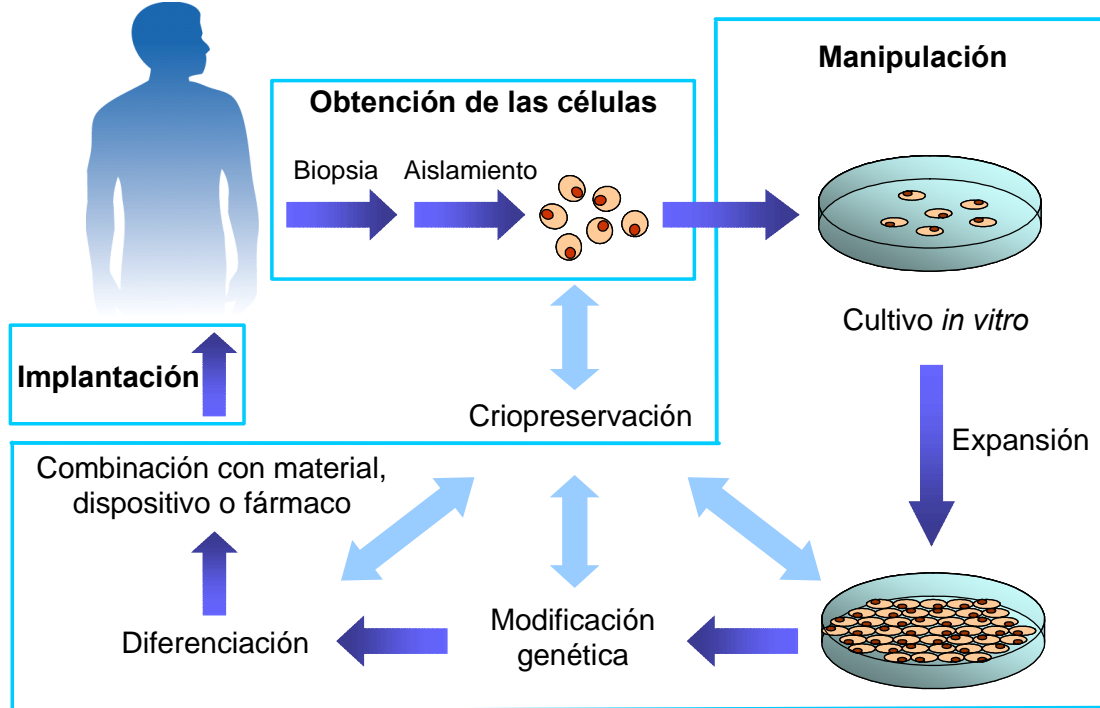 Manipulación
Obtención de las células
Biopsia
Aislamiento
Cultivo in vitro
Implantación
Criopreservación
Expansión
Combinación con material,
dispositivo o fármaco
Diferenciación
Modificación
genética